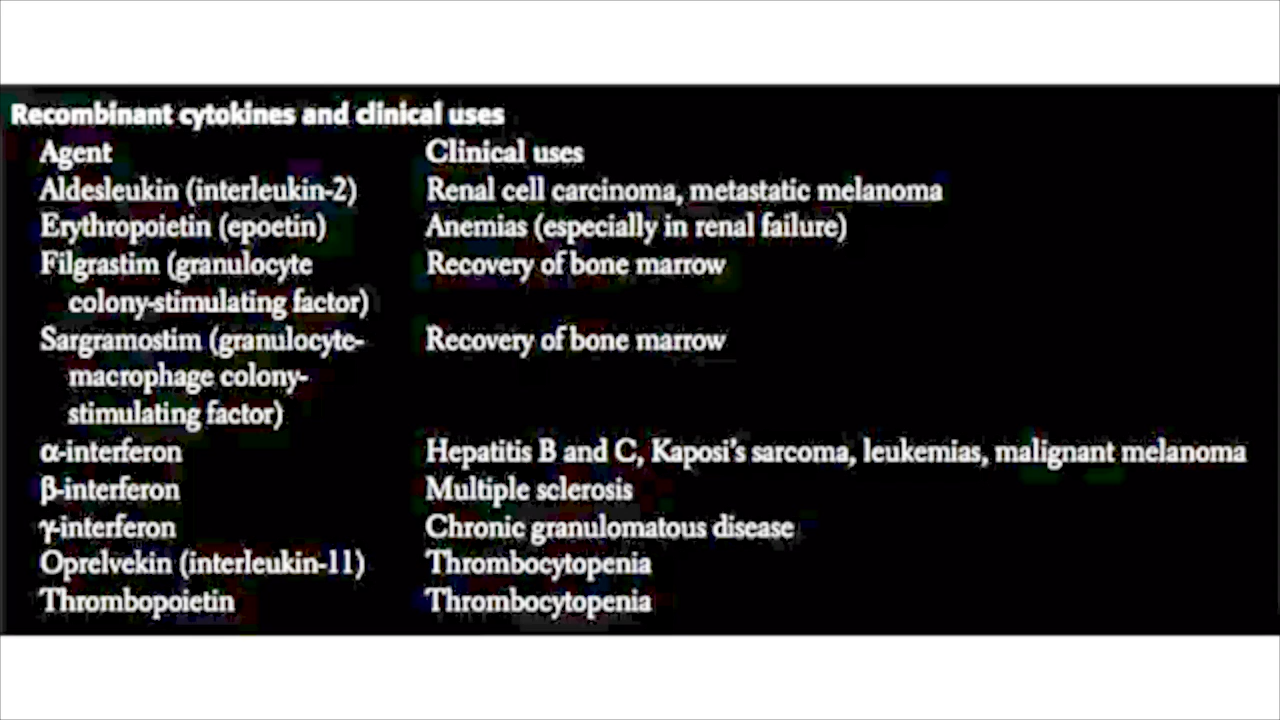 Recombinant cytokines and clinical uses
Agent Clinical uses
Aldesleukin (interleukin-2) Renal cell carcinoma, metastatic melanoma
Erythropoietin (epoetin) Anemias (especially in renal failure)
Filgrastim (granulocyte Recovery of bone marrow
colony-stimulating factor)
Sargramostim (granulocyte- Recovery of bone marrow
macrophage colony-
stimulating factor)
α-interferon Hepatitis B and C, Kaposi's sarcoma, leukemias, malignant melanoma
β-interferon Multiple sclerosis
γ-interferon Chronic granulomatous disease
Oprelvekin (interleukin-11) Thrombocytopenia
Thrombopoietin Thrombocytopenia